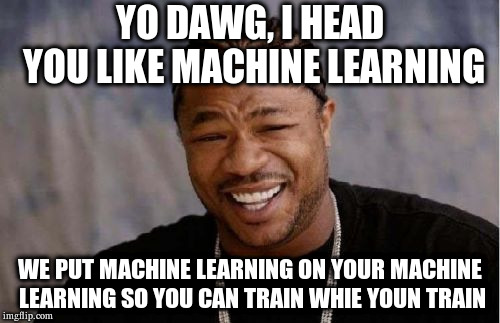 YO DAWG, I HEAD
YOU LIKE MACHINE LEARNING
WE PUT MACHINE LEARNING ON YOUR MACHINE
LEARNING SO YOU CAN TRAIN WHIE YOUN TRAIN
imgflip.com